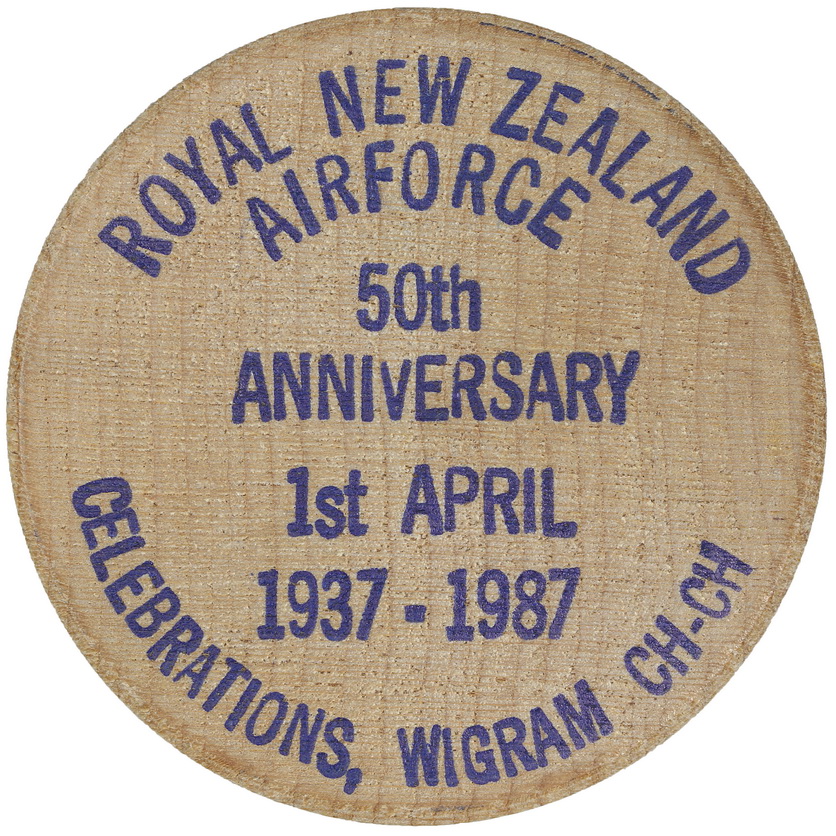 ROYAL NEW ZEALAND
AIRFORCE
50th
ANNIVERSARY
1st APRIL
1937 - 1987
CELEBRATIONS, WIGRAM CH-CH